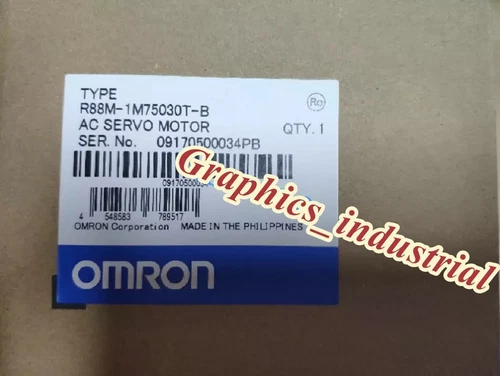 TYPE
R88M-1M75030T-B
AC SERVO MOTOR
QTY. 1
SER. No. 09170500034PB
4 548583 789517
OMRON Corporation MADE IN THE PHILIPPINES
OMRON
Graphics_industrial